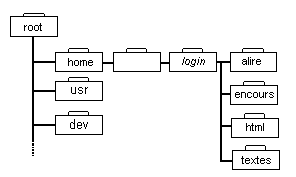 root
home
login
alire
usr
encours
dev
html
textes